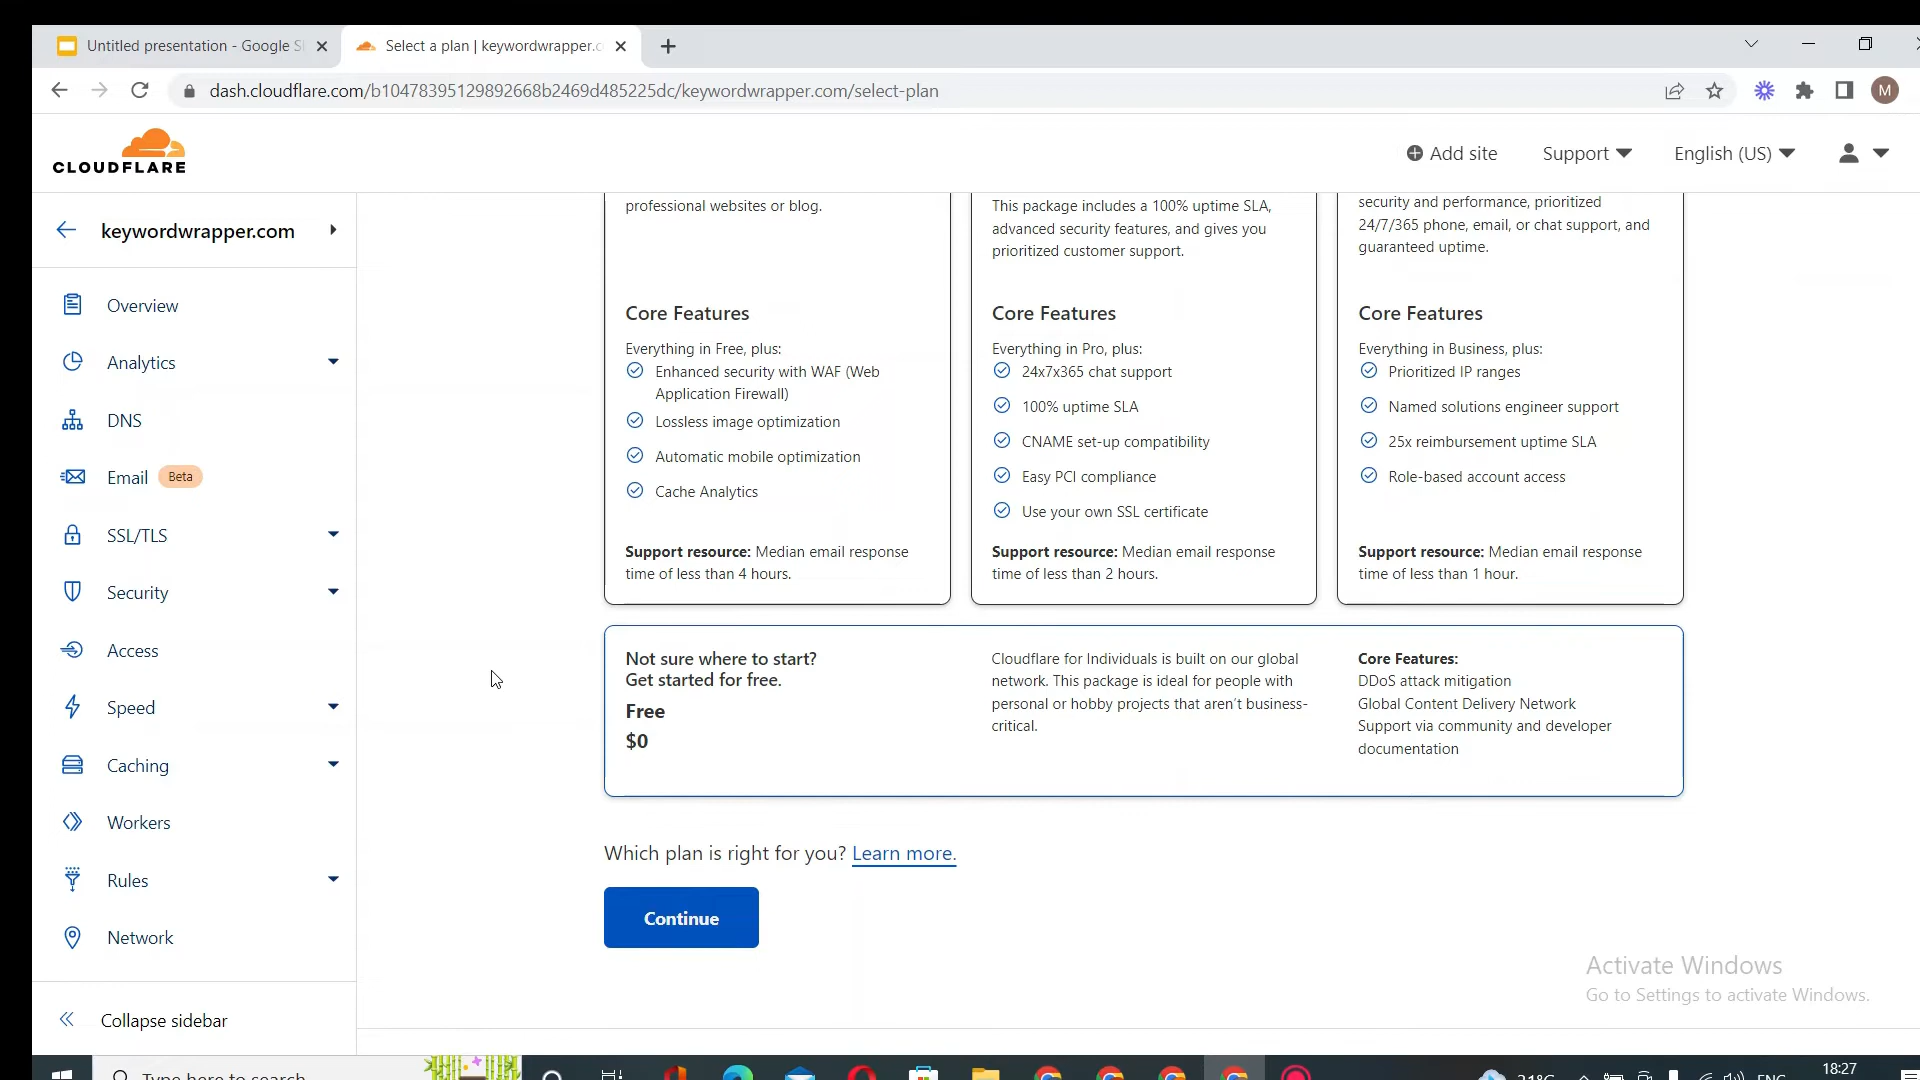 Untitled presentation - Google Sl
Select a plan | keywordwrapper.co
dash.cloudflare.com/b10478395129892668b2469d485225dc/keywordwrapper.com/select-plan
M
CLOUDFLARE
Add site
Support
English (US)
keywordwrapper.com
Overview
Analytics
DNS
Email Beta
SSL/TLS
Security
Access
Speed
Caching
Workers
Rules
Network
Collapse sidebar
professional websites or blog.
Core Features
Everything in Free, plus:
Enhanced security with WAF (Web
Application Firewall)
Lossless image optimization
Automatic mobile optimization
Cache Analytics
Support resource: Median email response
time of less than 4 hours.
This package includes a 100% uptime SLA,
advanced security features, and gives you
prioritized customer support.
Core Features
Everything in Pro, plus:
24x7x365 chat support
100% uptime SLA
CNAME set-up compatibility
Easy PCI compliance
Use your own SSL certificate
Support resource: Median email response
time of less than 2 hours.
security and performance, prioritized
24/7/365 phone, email, or chat support, and
guaranteed uptime.
Core Features
Everything in Business, plus:
Prioritized IP ranges
Named solutions engineer support
25x reimbursement uptime SLA
Role-based account access
Support resource: Median email response
time of less than 1 hour.
Not sure where to start?
Get started for free.
Free
$0
Cloudflare for Individuals is built on our global
network. This package is ideal for people with
personal or hobby projects that aren't business-
critical.
Core Features:
DDoS attack mitigation
Global Content Delivery Network
Support via community and developer
documentation
Which plan is right for you? Learn more.
Continue
Activate Windows
Go to Settings to activate Windows.
Type here to search
21°C
ENG
18:27